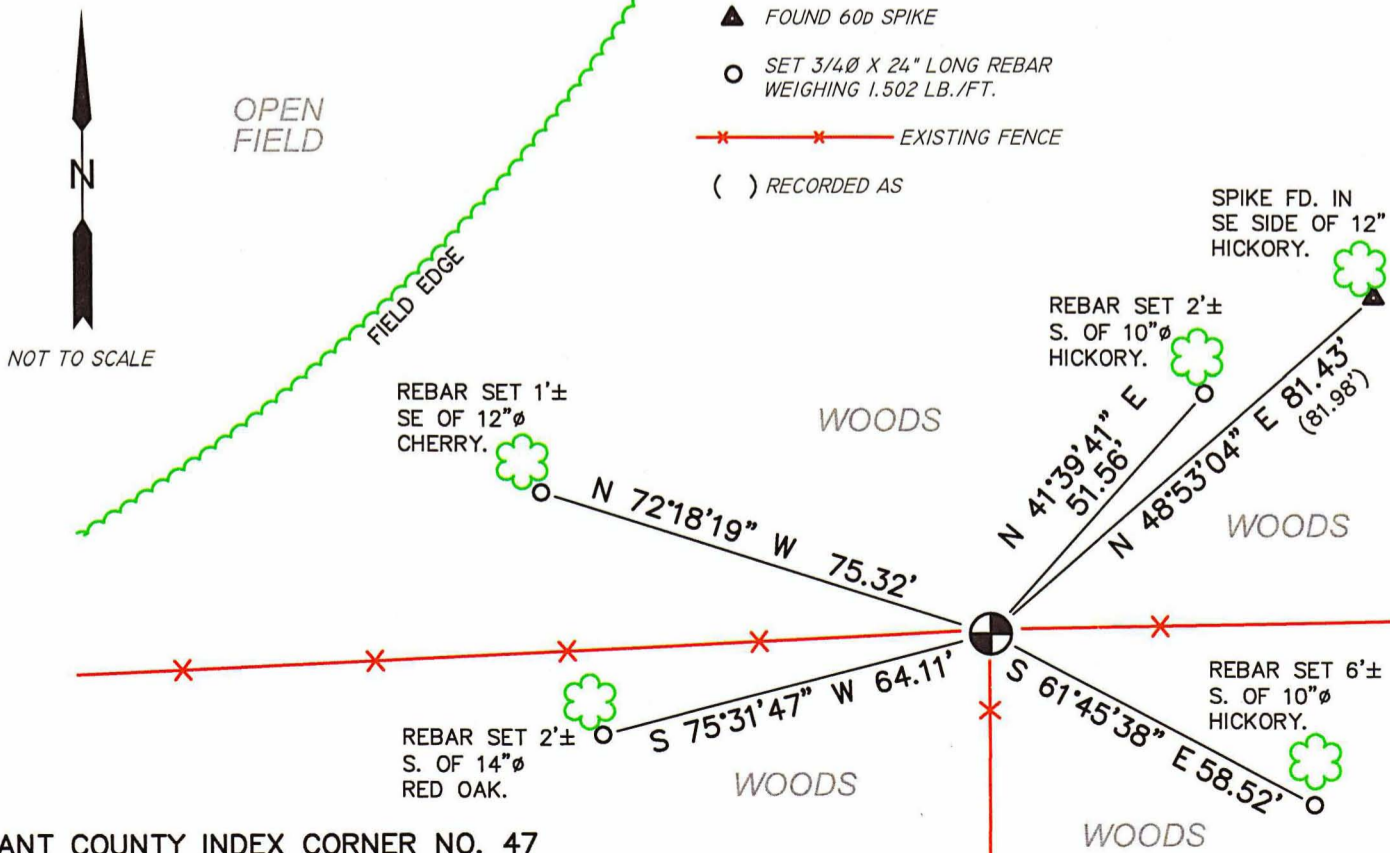 FOUND 60D SPIKE
SET 3/4Ø X 24" LONG REBAR
WEIGHING 1.502 LB./FT.
EXISTING FENCE
( ) RECORDED AS
OPEN
FIELD
N
NOT TO SCALE
FIELD EDGE
SPIKE FD. IN
SE SIDE OF 12"
HICKORY.
REBAR SET 2'±
S. OF 10"ø
HICKORY.
REBAR SET 1'±
SE OF 12"ø
CHERRY.
WOODS
N 41°39'41" E
51.56'
N 48°53'04" E 81.43'
(81.98')
WOODS
N 72°18'19" W 75.32'
S 75°31'47" W 64.11'
S 61°45'38" E 58.52'
REBAR SET 6'±
S. OF 10"ø
HICKORY.
REBAR SET 2'±
S. OF 14"ø
RED OAK.
WOODS
WOODS
ANT COUNTY INDEX CORNER NO. 47